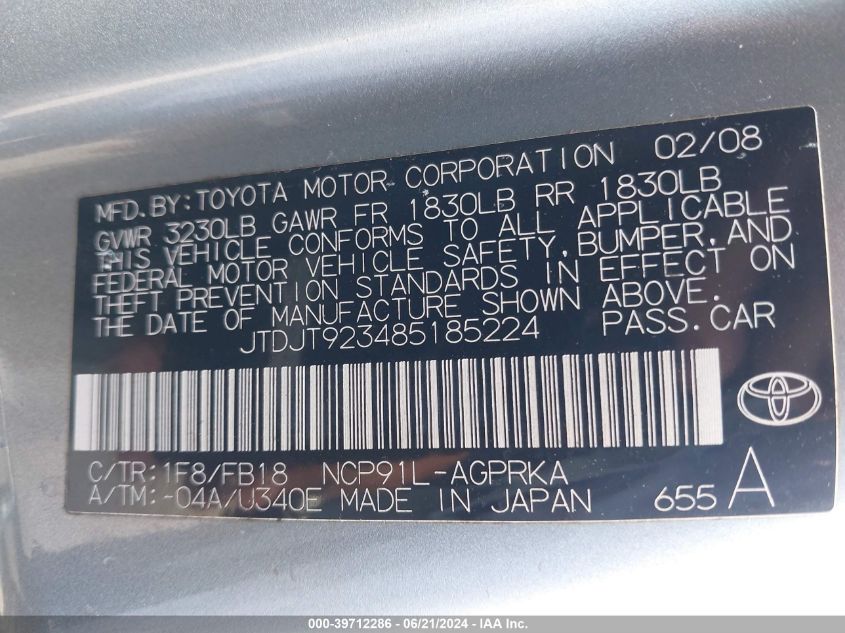 MFD.BY:TOYOTA MOTOR CORPORATION 02/08
GVWR 3230LB GAWR FR 1830LB RR 1830LB
THIS VEHICLE CONFORMS TO ALL APPLICABLE
FEDERAL MOTOR VEHICLE SAFETY, BUMPER, AND
THEFT PREVENTION STANDARDS IN EFFECT ON
THE DATE OF MANUFACTURE SHOWN ABOVE.
JTDJT923485185224 PASS.CAR
C/TR:1F8/FB18 NCP91L-AGPRKA
A/TM:-04A/U340E MADE IN JAPAN 655 A
000-39712286 - 06/21/2024 - IAA Inc.